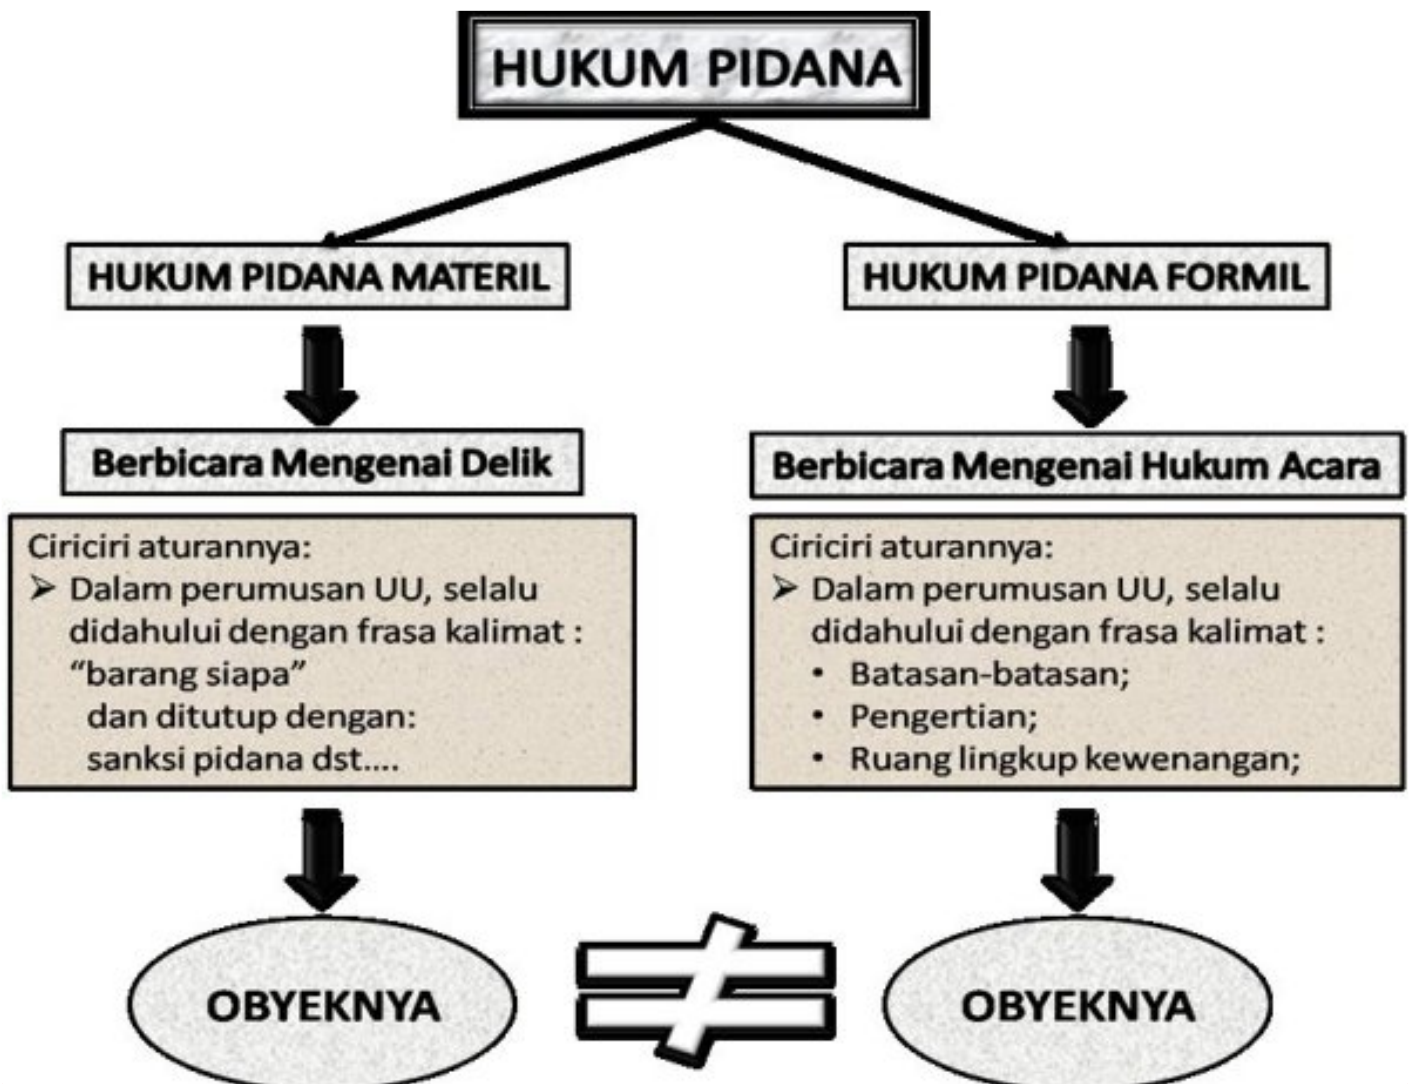 HUKUM PIDANA
HUKUM PIDANA MATERIL
Berbicara Mengenai Delik
Ciriciri aturannya:
➢ Dalam perumusan UU, selalu
didahului dengan frasa kalimat :
“barang siapa”
dan ditutup dengan:
sanksi pidana dst....
OBYEKNYA
≠
HUKUM PIDANA FORMIL
Berbicara Mengenai Hukum Acara
Ciriciri aturannya:
➢ Dalam perumusan UU, selalu
didahului dengan frasa kalimat :
• Batasan-batasan;
• Pengertian;
• Ruang lingkup kewenangan;
OBYEKNYA